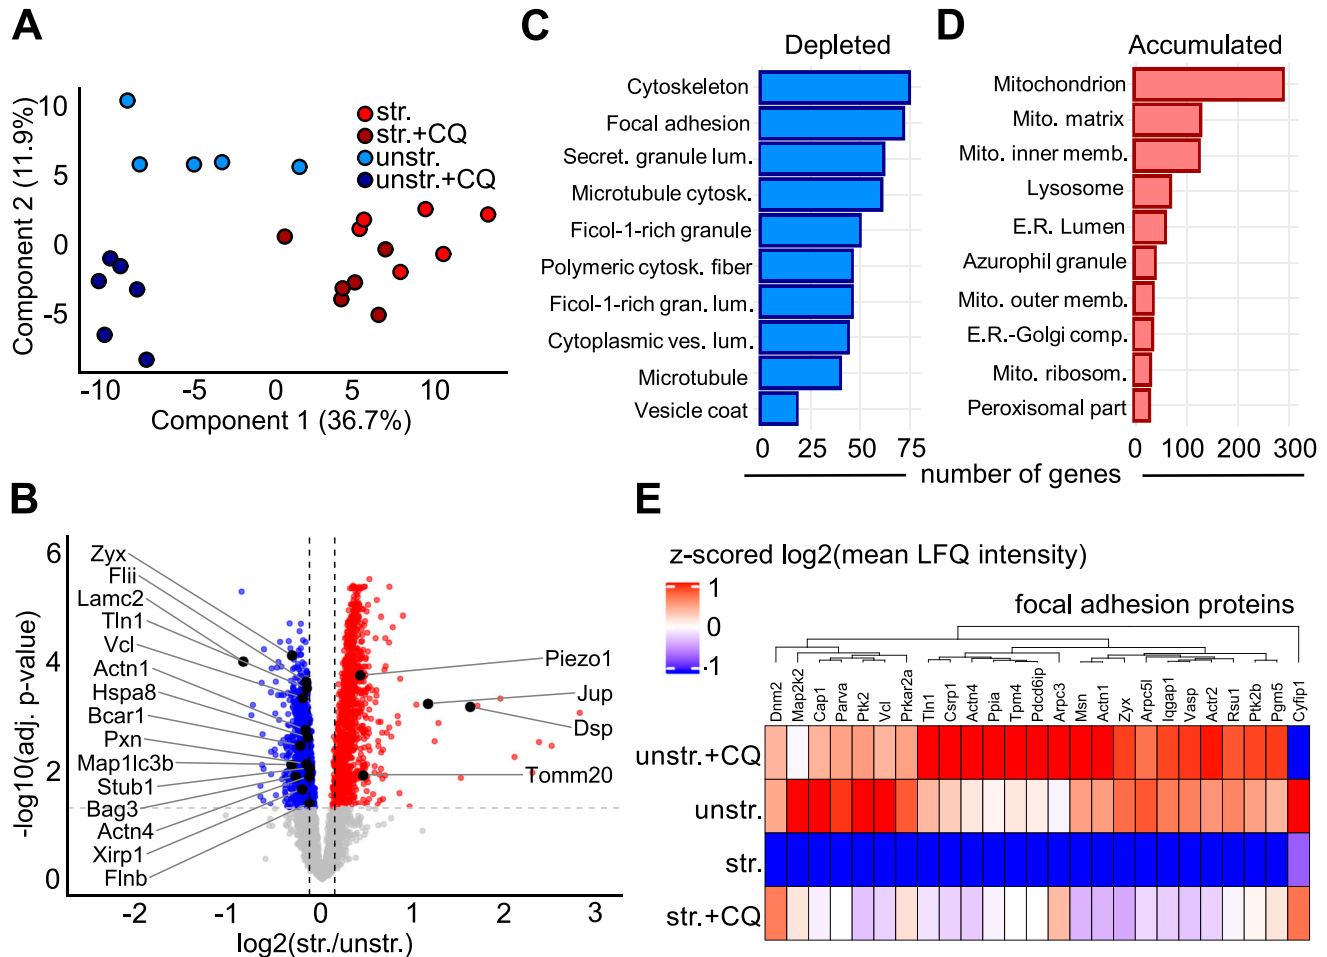 A
Component 2 (11.9%)
10
5
0
-5
-10
-5
0
5
10
Component 1 (36.7%)
str.
str.+CQ
unstr.
unstr.+CQ
C
Depleted
Cytoskeleton
Focal adhesion
Secret. granule lum.
Microtubule cytosk.
Ficol-1-rich granule
Polymeric cytosk. fiber
Ficol-1-rich gran. lum.
Cytoplasmic ves. lum.
Microtubule
Vesicle coat
0
25
50
75
D
Accumulated
Mitochondrion
Mito. matrix
Mito. inner memb.
Lysosome
E.R. Lumen
Azurophil granule
Mito. outer memb.
E.R.-Golgi comp.
Mito. ribosom.
Peroxisomal part
0
100
200
300
number of genes
B
-log10(adj. p-value)
6
4
2
0
Zyx
Flii
Lamc2
Tln1
Vcl
Actn1
Hspa8
Bcar1
Pxn
Map1lc3b
Stub1
Bag3
Actn4
Xirp1
Flnb
Piezo1
Jup
Dsp
Tomm20
-2
-1
0
1
2
3
log2(str./unstr.)
E
z-scored log2(mean LFQ intensity)
1
0
-1
focal adhesion proteins
Dnm2
Map2k2
Cap1
Parva
Ptk2
Vcl
Prkar2a
Tln1
Csrp1
Actn4
Ppia
Tpm4
Pdcd6ip
Arpc3
Msn
Actn1
Zyx
Arpc5l
Iqgap1
Vasp
Actr2
Rsu1
Ptk2b
Pgm5
Cyfip1
unstr.+CQ
unstr.
str.
str.+CQ